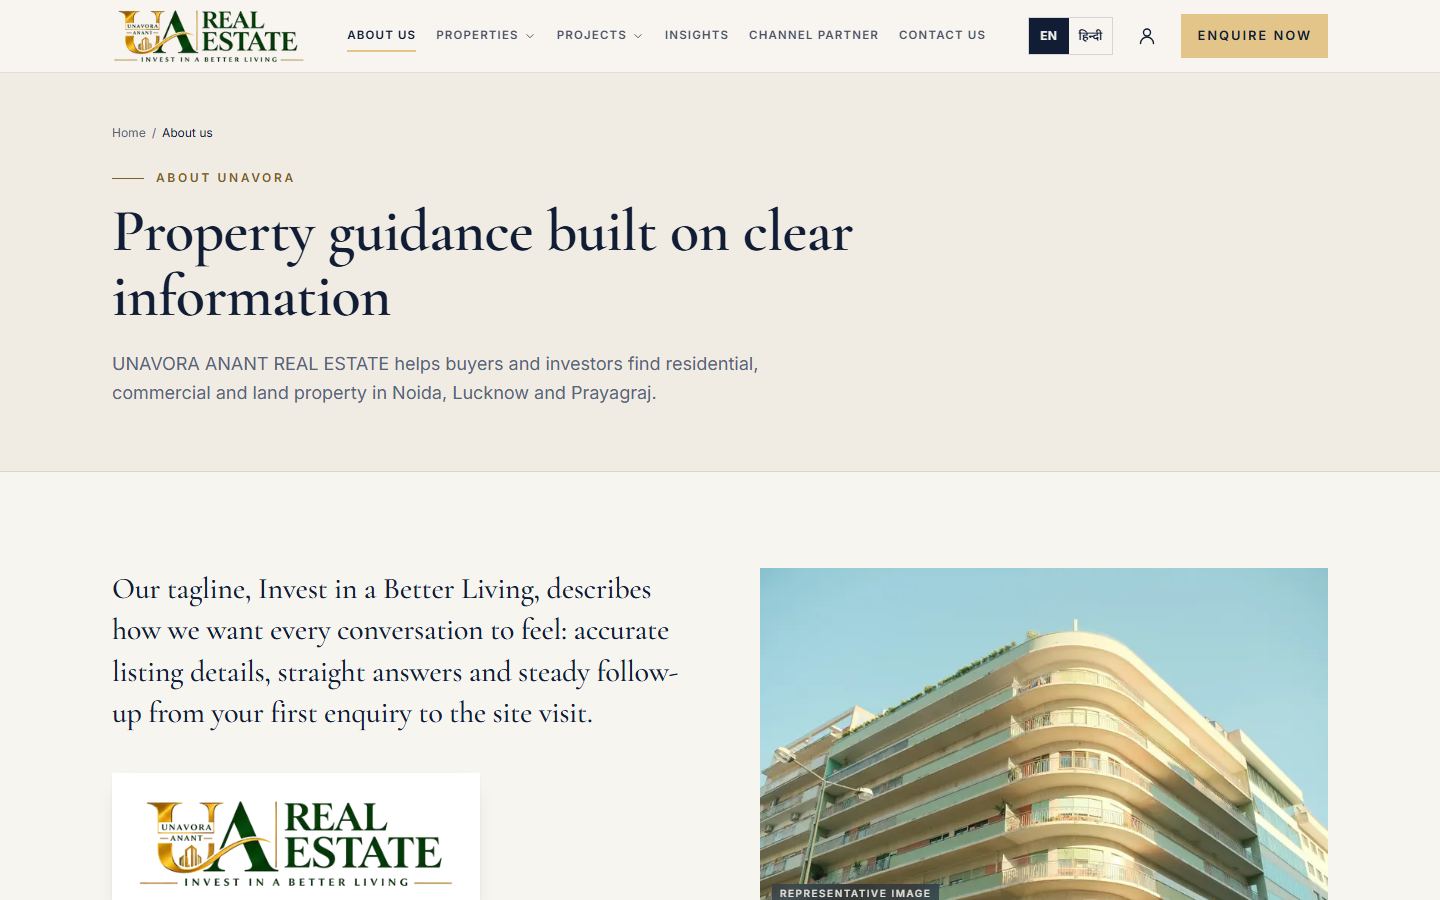 UNAVORA
ANANT
UA
REAL
ESTATE
INVEST IN A BETTER LIVING
ABOUT US
PROPERTIES
PROJECTS
INSIGHTS
CHANNEL PARTNER
CONTACT US
EN
हिन्दी
ENQUIRE NOW
Home / About us
ABOUT UNAVORA
Property guidance built on clear
information
UNAVORA ANANT REAL ESTATE helps buyers and investors find residential,
commercial and land property in Noida, Lucknow and Prayagraj.
Our tagline, Invest in a Better Living, describes
how we want every conversation to feel: accurate
listing details, straight answers and steady follow-
up from your first enquiry to the site visit.
UNAVORA
ANANT
UA
REAL
ESTATE
INVEST IN A BETTER LIVING
REPRESENTATIVE IMAGE